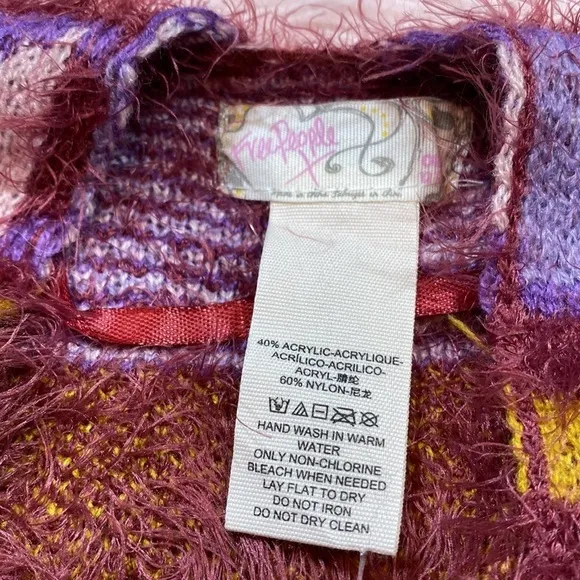 Free People
40% ACRYLIC-ACRYLIQUE-
ACRÍLICO-ACRILICO-
ACRYL-腈纶
60% NYLON-尼龙
HAND WASH IN WARM
WATER
ONLY NON-CHLORINE
BLEACH WHEN NEEDED
LAY FLAT TO DRY
DO NOT IRON
DO NOT DRY CLEAN